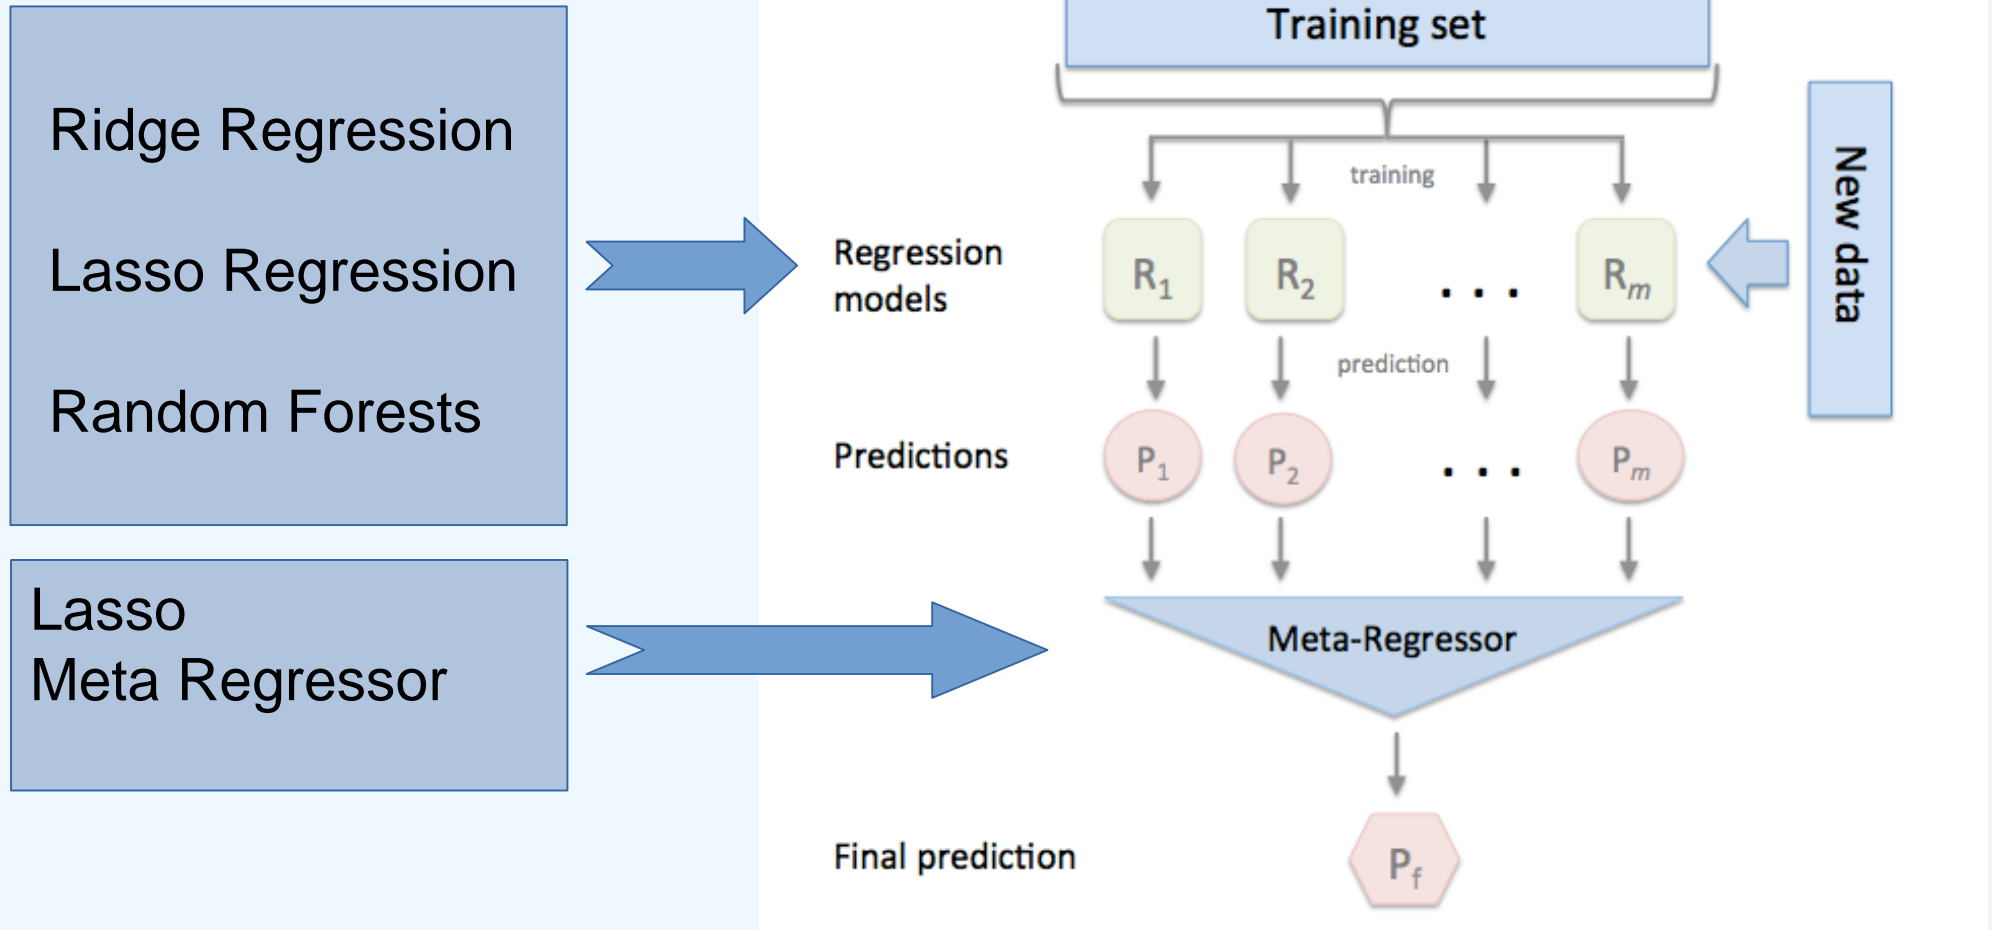 Ridge Regression
Lasso Regression
Random Forests
Lasso
Meta Regressor
Training set
training
New data
Regression
models
R1
R2
. . .
Rm
prediction
Predictions
P1
P2
. . .
Pm
Meta-Regressor
Final prediction
Pf